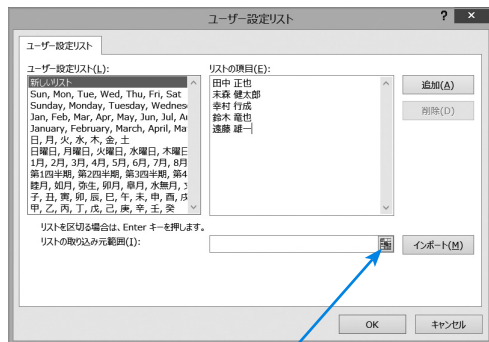 ユーザー設定リスト
? ×
ユーザー設定リスト
ユーザー設定リスト(L):
新しいリスト
Sun, Mon, Tue, Wed, Thu, Fri, Sat
Sunday, Monday, Tuesday, Wednes
Jan, Feb, Mar, Apr, May, Jun, Jul, Au
January, February, March, April, Ma
日, 月, 火, 水, 木, 金, 土
日曜日, 月曜日, 火曜日, 水曜日, 木曜日
1月, 2月, 3月, 4月, 5月, 6月, 7月, 8月
第1四半期, 第2四半期, 第3四半期, 第4
睦月, 如月, 弥生, 卯月, 皐月, 水無月,
子, 丑, 寅, 卯, 辰, 巳, 午, 未, 申, 酉, 戌
甲, 乙, 丙, 丁, 戊, 己, 庚, 辛, 壬, 癸
リストの項目(E):
田中 正也
末森 健太郎
幸村 行成
鈴木 竜也
遠藤 雄一
追加(A)
削除(D)
リストを区切る場合は、Enter キーを押します。
リストの取り込み元範囲(I):
インポート(M)
OK
キャンセル